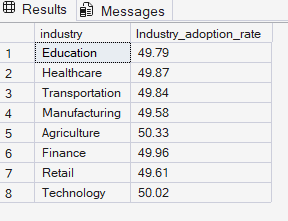 Results Messages
industry Industry_adoption_rate
1 Education 49.79
2 Healthcare 49.87
3 Transportation 49.84
4 Manufacturing 49.58
5 Agriculture 50.33
6 Finance 49.96
7 Retail 49.61
8 Technology 50.02